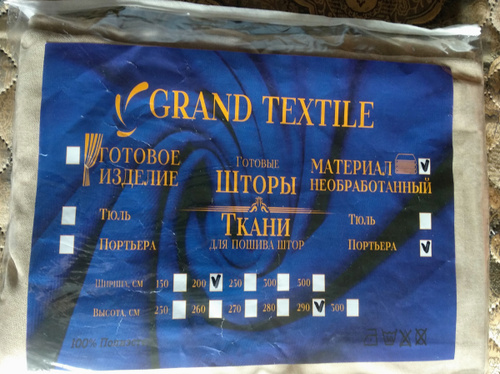 GRAND TEXTILE
ГОТОВОЕ ИЗДЕЛИЕ
Тюль
Портьера
Готовые
Шторы
Ткани
для пошива штор
МАТЕРИАЛ НЕОБРАБОТАННЫЙ
Тюль
Портьера
Ширина, см 150 200 250 300 500
Высота, см 250 260 270 280 290 300
100%